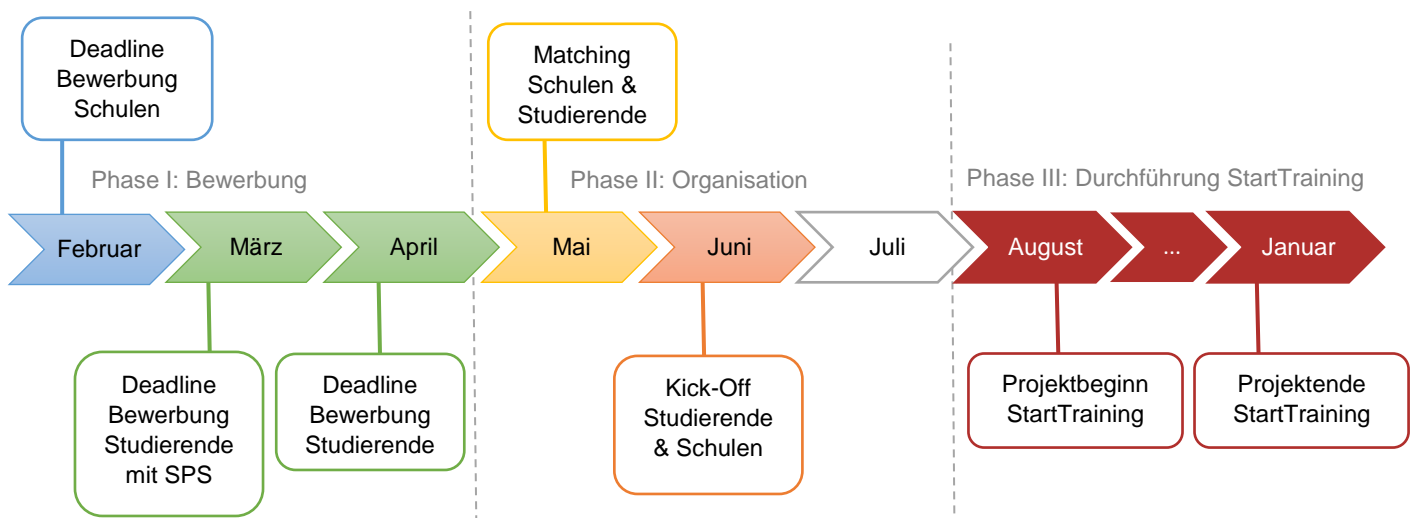 Deadline
Bewerbung
Schulen
Matching
Schulen &
Studierende
Phase I: Bewerbung
Phase II: Organisation
Phase III: Durchführung StartTraining
Februar
März
April
Mai
Juni
Juli
August
...
Januar
Deadline
Bewerbung
Studierende
mit SPS
Deadline
Bewerbung
Studierende
Kick-Off
Studierende
& Schulen
Projektbeginn
StartTraining
Projektende
StartTraining